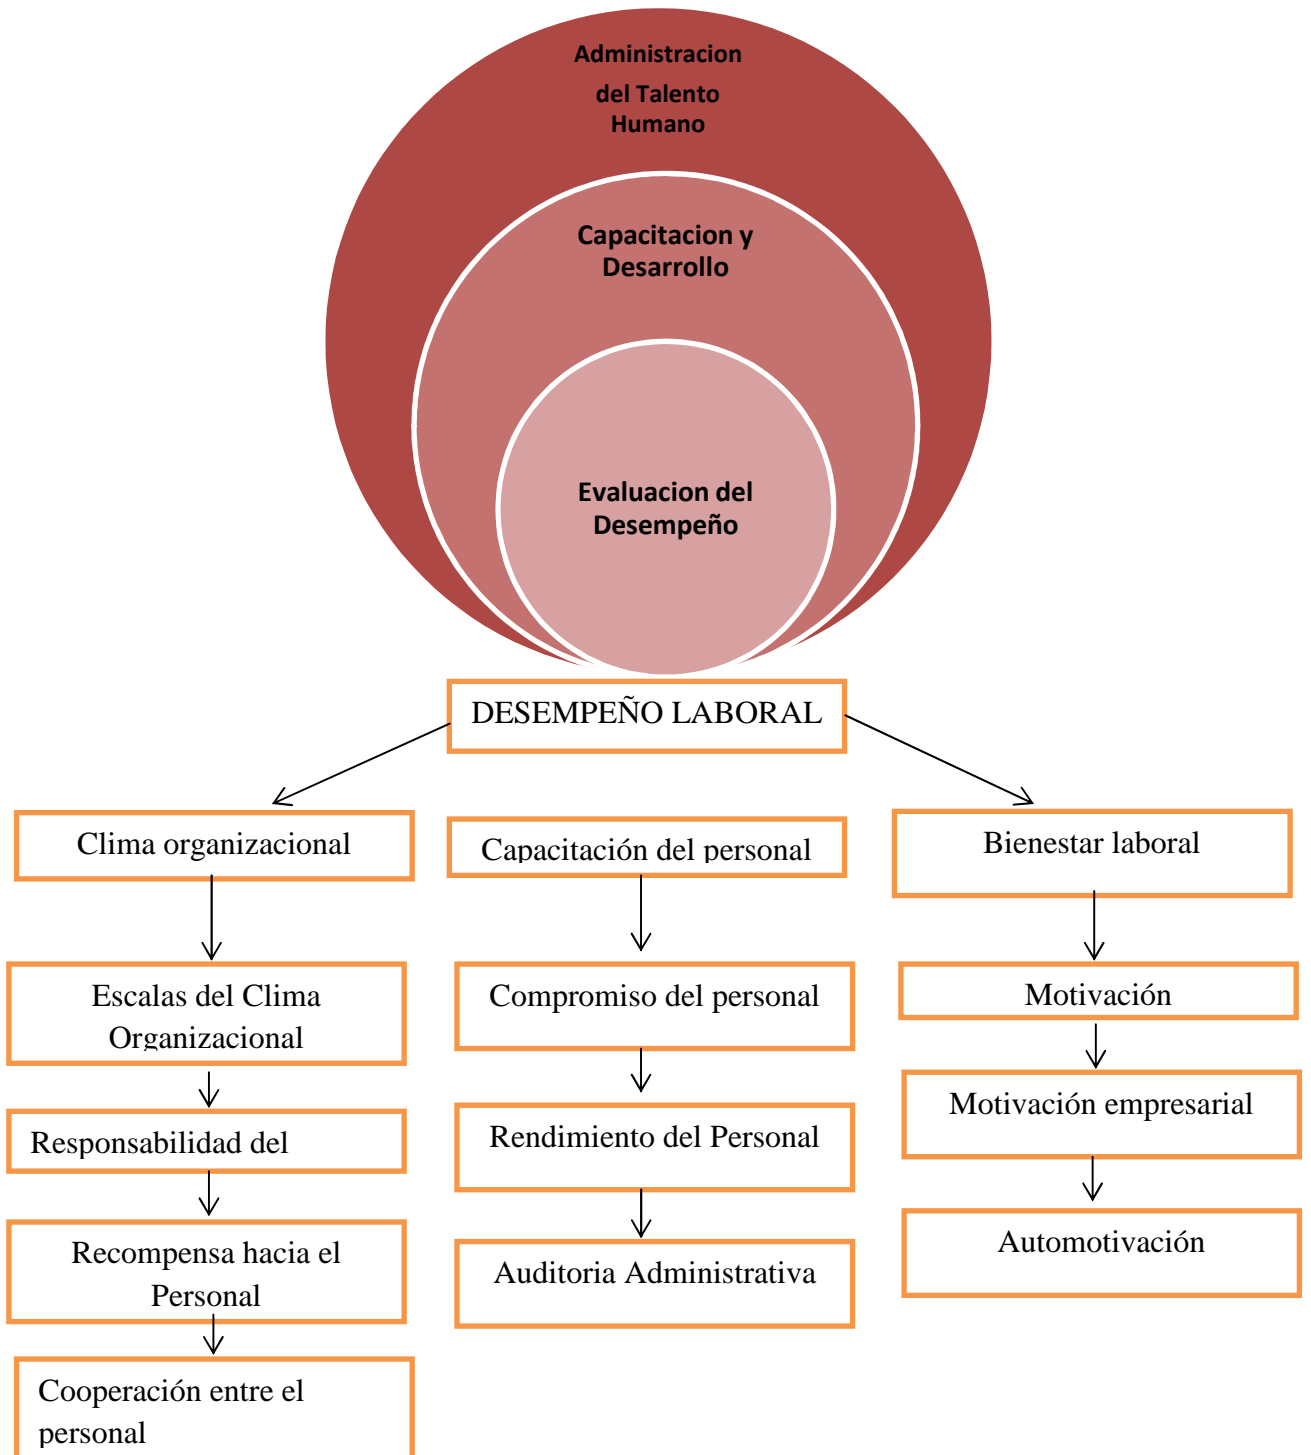 Administracion
del Talento
Humano
Capacitacion y
Desarrollo
Evaluacion del
Desempeño
DESEMPEÑO LABORAL
Clima organizacional
Capacitación del personal
Bienestar laboral
Escalas del Clima
Organizacional
Compromiso del personal
Motivación
Responsabilidad del
Rendimiento del Personal
Motivación empresarial
Recompensa hacia el
Personal
Auditoria Administrativa
Automotivación
Cooperación entre el
personal